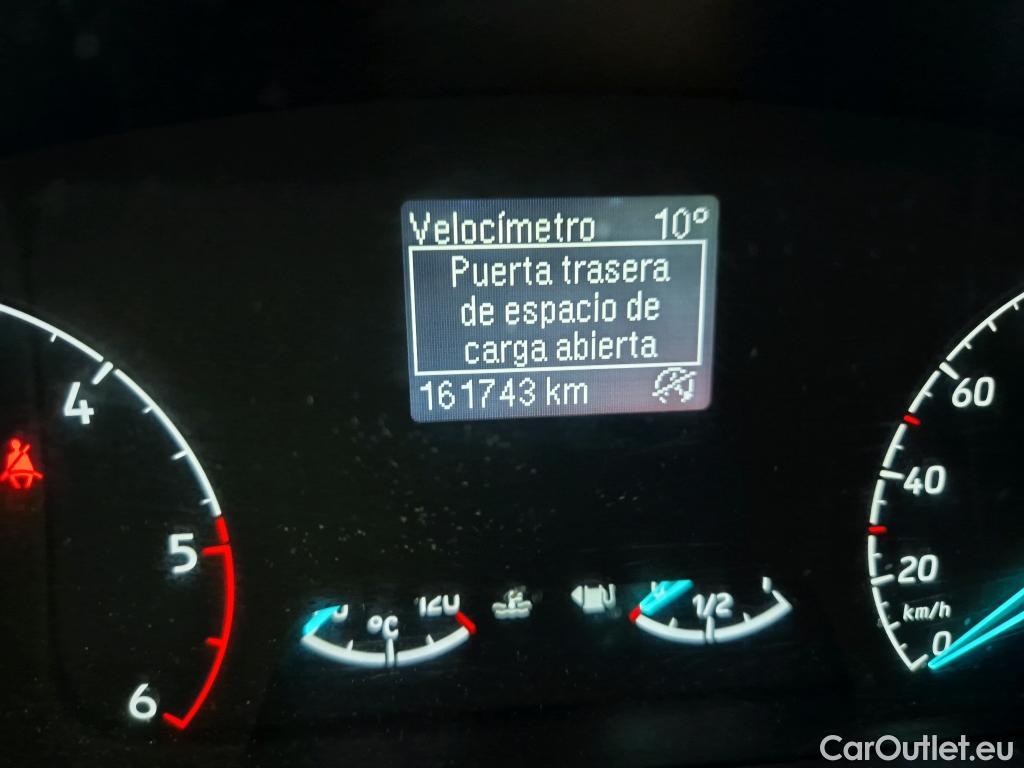 Velocímetro 10°
Puerta trasera
de espacio de
carga abierta
161743 km
4
5
6
60
40
20
km/h
0
°C
1/2
CarOutlet.eu